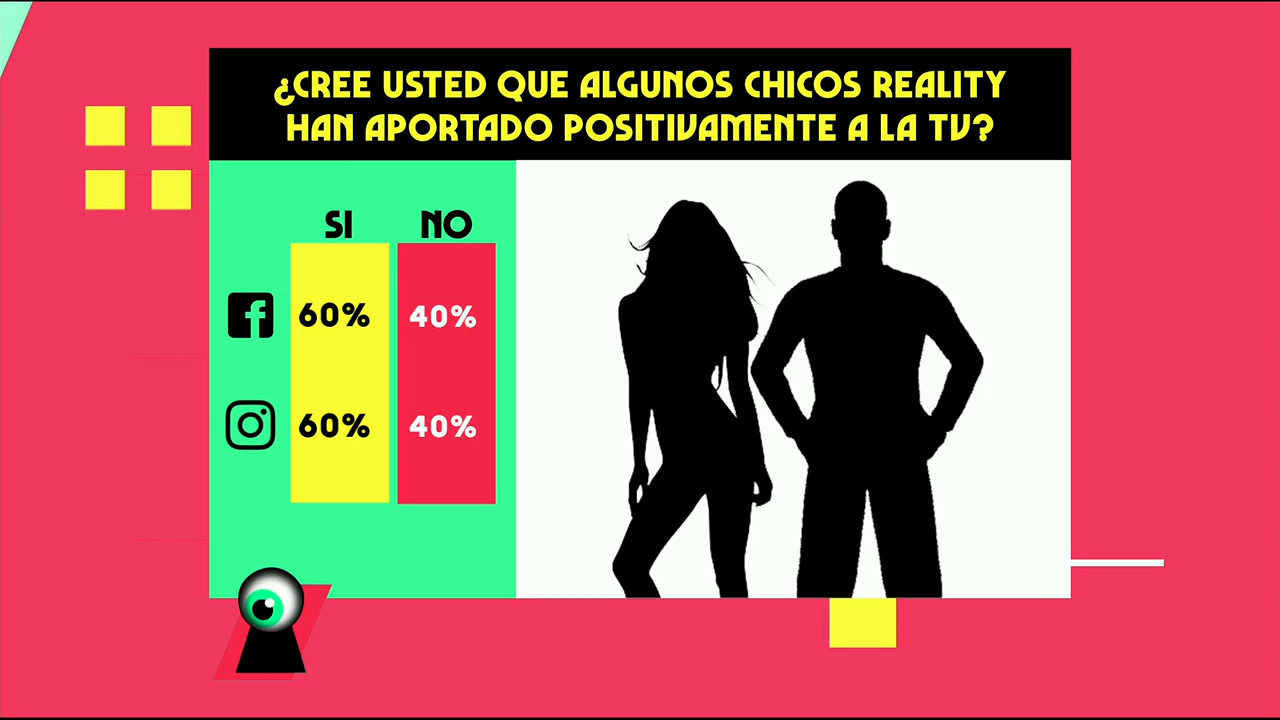 ¿CREE USTED QUE ALGUNOS CHICOS REALITY
HAN APORTADO POSITIVAMENTE A LA TV?
SI NO
60% 40%
60% 40%